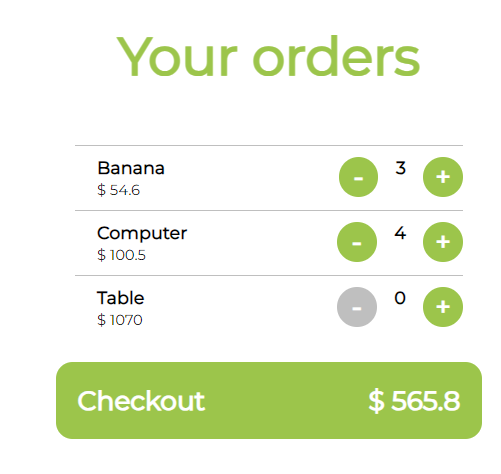 Your orders
Banana - 3 +
$ 54.6
Computer - 4 +
$ 100.5
Table - 0 +
$ 1070
Checkout $ 565.8